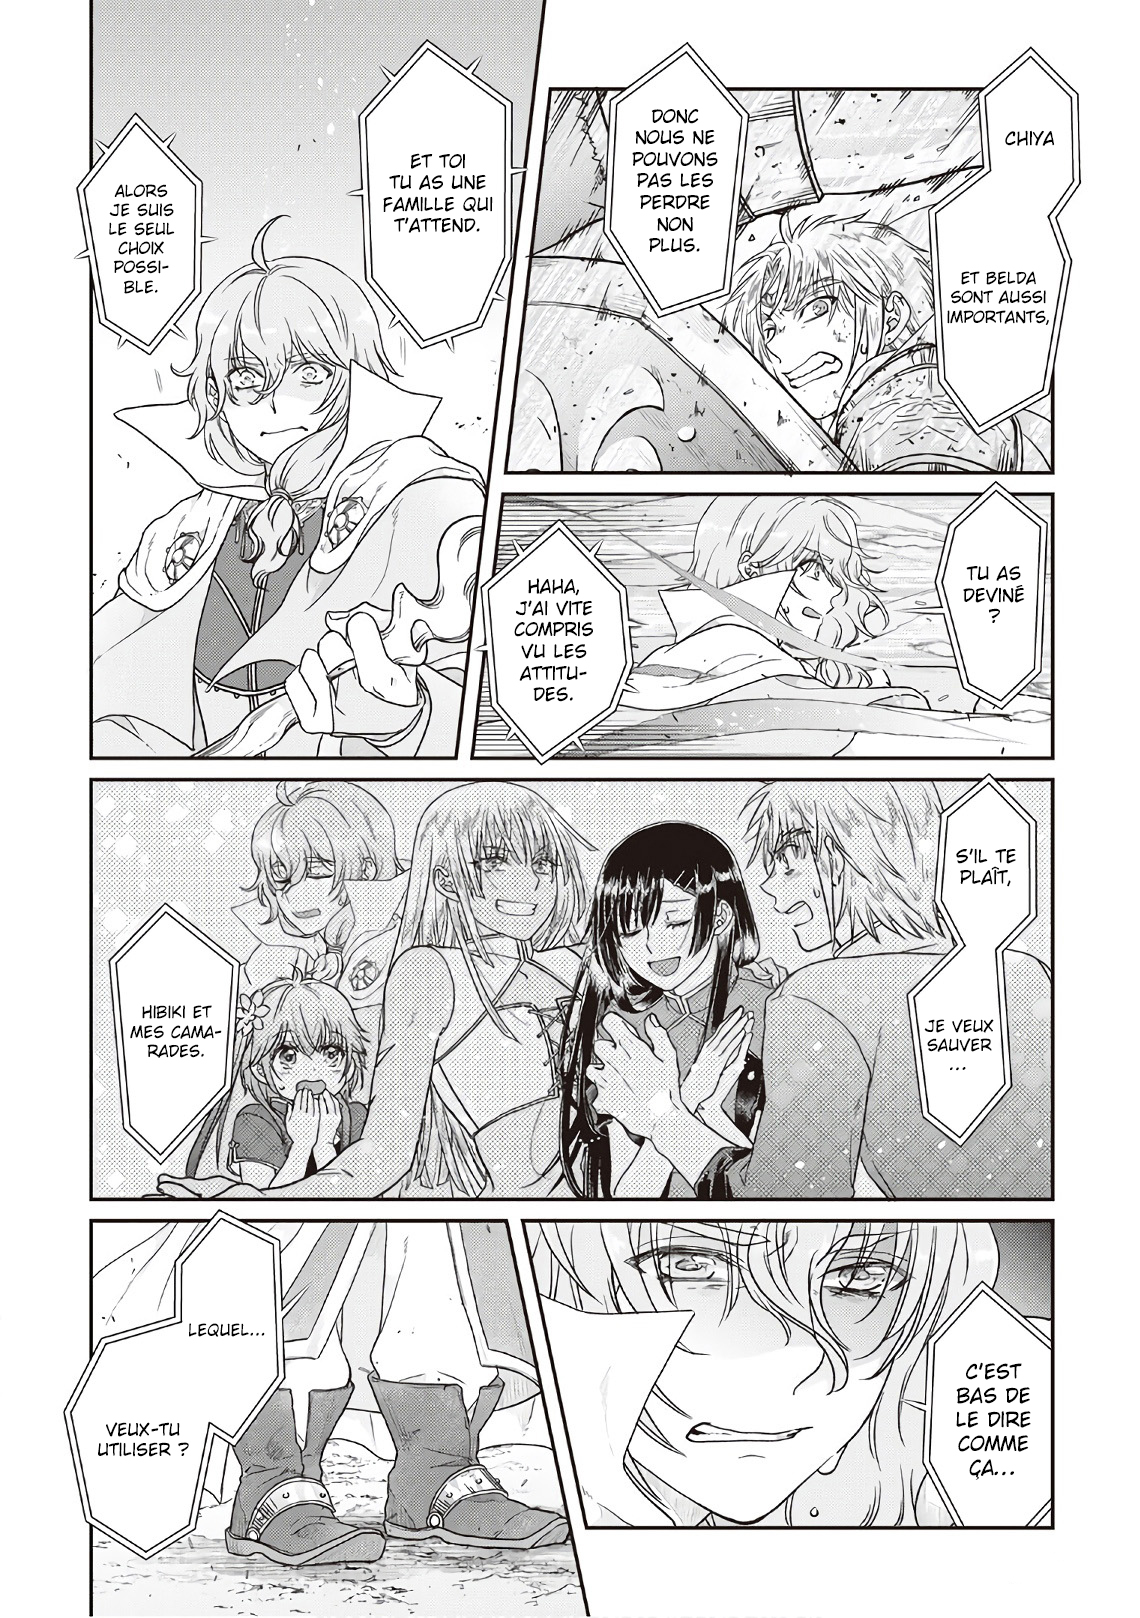 CHIYA
ET BELDA
SONT AUSSI
IMPORTANTS,
DONC
NOUS NE
POUVONS
PAS LES
PERDRE
NON
PLUS.
ET TOI
TU AS UNE
FAMILLE QUI
T'ATTEND.
ALORS
JE SUIS
LE SEUL
CHOIX
POSSI-
BLE.
TU AS
DEVINÉ
?
HAHA,
J'AI VITE
COMPRIS
VU LES
ATTITU-
DES.
S'IL TE
PLAÎT,
JE VEUX
SAUVER
...
HIBIKI ET
MES CAMA-
RADES.
C'EST
BAS DE
LE DIRE
COMME
ÇA...
LEQUEL...
VEUX-TU
UTILISER ?